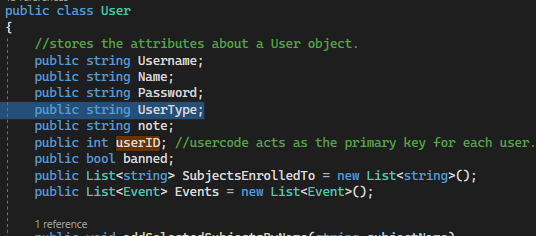 public class User
{
//stores the attributes about a User object.
public string Username;
public string Name;
public string Password;
public string UserType;
public string note;
public int userID; //usercode acts as the primary key for each user.
public bool banned;
public List<string> SubjectsEnrolledTo = new List<string>();
public List<Event> Events = new List<Event>();
1 reference
public void addSelectedSubjectsByName(string subjectName)